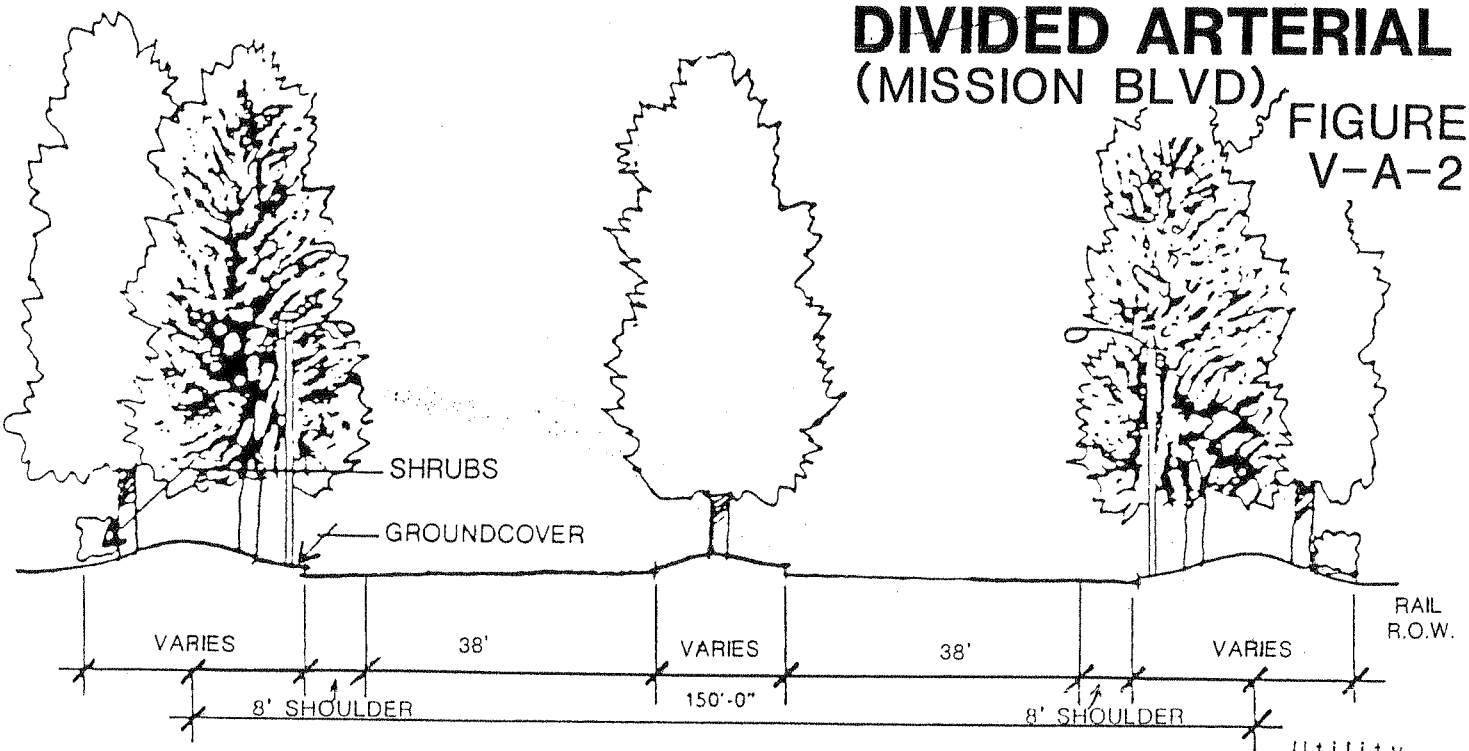 DIVIDED ARTERIAL
(MISSION BLVD)
FIGURE
V-A-2
SHRUBS
GROUNDCOVER
RAIL
R.O.W.
VARIES
38'
VARIES
38'
VARIES
150'-0"
8' SHOULDER
8' SHOULDER